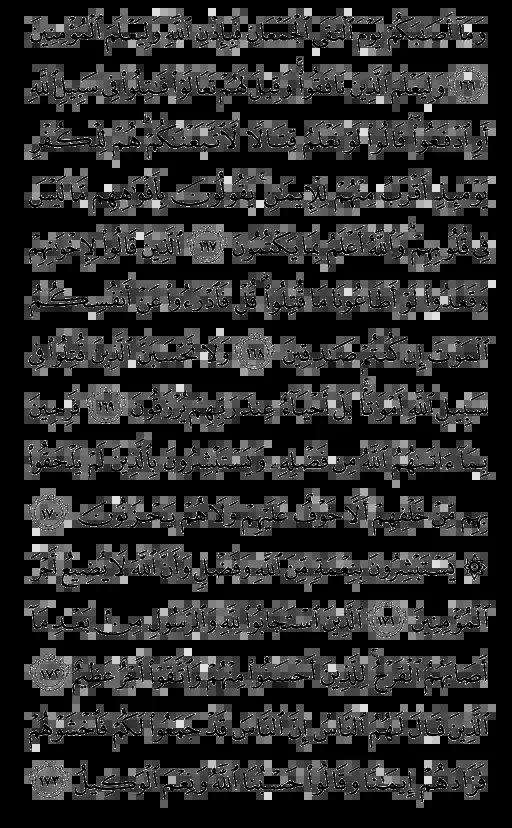 وَمَا أَصَٰبَكُمْ يَوْمَ ٱلْتَقَى ٱلْجَمْعَانِ فَبِإِذْنِ ٱللَّهِ وَلِيَعْلَمَ ٱلْمُؤْمِنِينَ
١٦٦ وَلِيَعْلَمَ ٱلَّذِينَ نَافَقُوا۟ ۚ وَقِيلَ لَهُمْ تَعَالَوْا۟ قَٰتِلُوا۟ فِى سَبِيلِ ٱللَّهِ
أَوِ ٱدْفَعُوا۟ ۖ قَالُوا۟ لَوْ نَعْلَمُ قِتَالًا لَّٱتَّبَعْنَٰكُمْ ۗ هُمْ لِلْكُفْرِ
يَوْمَئِذٍ أَقْرَبُ مِنْهُمْ لِلْإِيمَٰنِ ۚ يَقُولُونَ بِأَفْوَٰهِهِم مَّا لَيْسَ
فِى قُلُوبِهِمْ ۗ وَٱللَّهُ أَعْلَمُ بِمَا يَكْتُمُونَ ١٦٧ ٱلَّذِينَ قَالُوا۟ لِإِخْوَٰنِهِمْ
وَقَعَدُوا۟ لَوْ أَطَاعُونَا مَا قُتِلُوا۟ ۗ قُلْ فَٱدْرَءُوا۟ عَنْ أَنفُسِكُمُ
ٱلْمَوْتَ إِن كُنتُمْ صَٰدِقِينَ ١٦٨ وَلَا تَحْسَبَنَّ ٱلَّذِينَ قُتِلُوا۟ فِى
سَبِيلِ ٱللَّهِ أَمْوَٰتًۢا ۚ بَلْ أَحْيَآءٌ عِندَ رَبِّهِمْ يُرْزَقُونَ ١٦٩ فَرِحِينَ
بِمَآ ءَاتَىٰهُمُ ٱللَّهُ مِن فَضْلِهِۦ وَيَسْتَبْشِرُونَ بِٱلَّذِينَ لَمْ يَلْحَقُوا۟
بِهِم مِّنْ خَلْفِهِمْ أَلَّا خَوْفٌ عَلَيْهِمْ وَلَا هُمْ يَحْزَنُونَ ١٧٠
۞ يَسْتَبْشِرُونَ بِنِعْمَةٍ مِّنَ ٱللَّهِ وَفَضْلٍ وَأَنَّ ٱللَّهَ لَا يُضِيعُ أَجْرَ
ٱلْمُؤْمِنِينَ ١٧١ ٱلَّذِينَ ٱسْتَجَابُوا۟ لِلَّهِ وَٱلرَّسُولِ مِنۢ بَعْدِ مَآ
أَصَابَهُمُ ٱلْقَرْحُ ۚ لِلَّذِينَ أَحْسَنُوا۟ مِنْهُمْ وَٱتَّقَوْا۟ أَجْرٌ عَظِيمٌ ١٧٢
ٱلَّذِينَ قَالَ لَهُمُ ٱلنَّاسُ إِنَّ ٱلنَّاسَ قَدْ جَمَعُوا۟ لَكُمْ فَٱخْشَوْهُمْ
فَزَادَهُمْ إِيمَٰنًا وَقَالُوا۟ حَسْبُنَا ٱللَّهُ وَنِعْمَ ٱلْوَكِيلُ ١٧٣